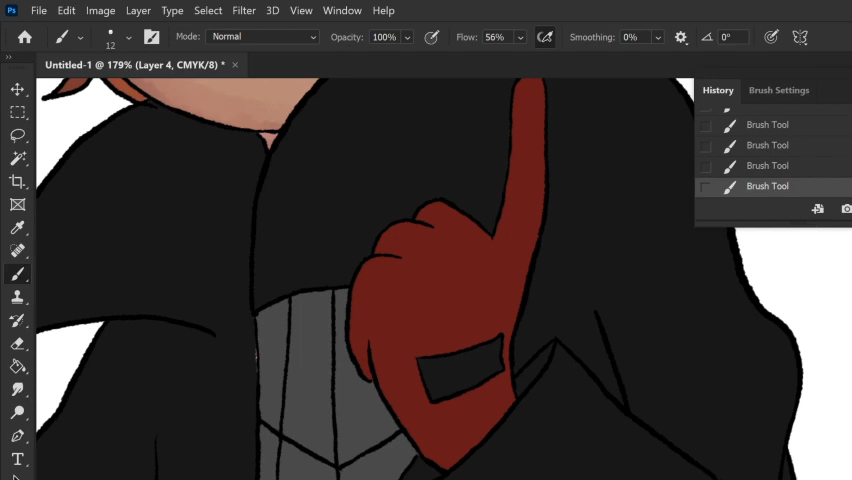 Ps File Edit Image Layer Type Select Filter 3D View Window Help
12 Mode: Normal Opacity: 100% Flow: 56% Smoothing: 0% 0°
Untitled-1 @ 179% (Layer 4, CMYK/8) * ×
History Brush Settings
Brush Tool
Brush Tool
Brush Tool
Brush Tool
T